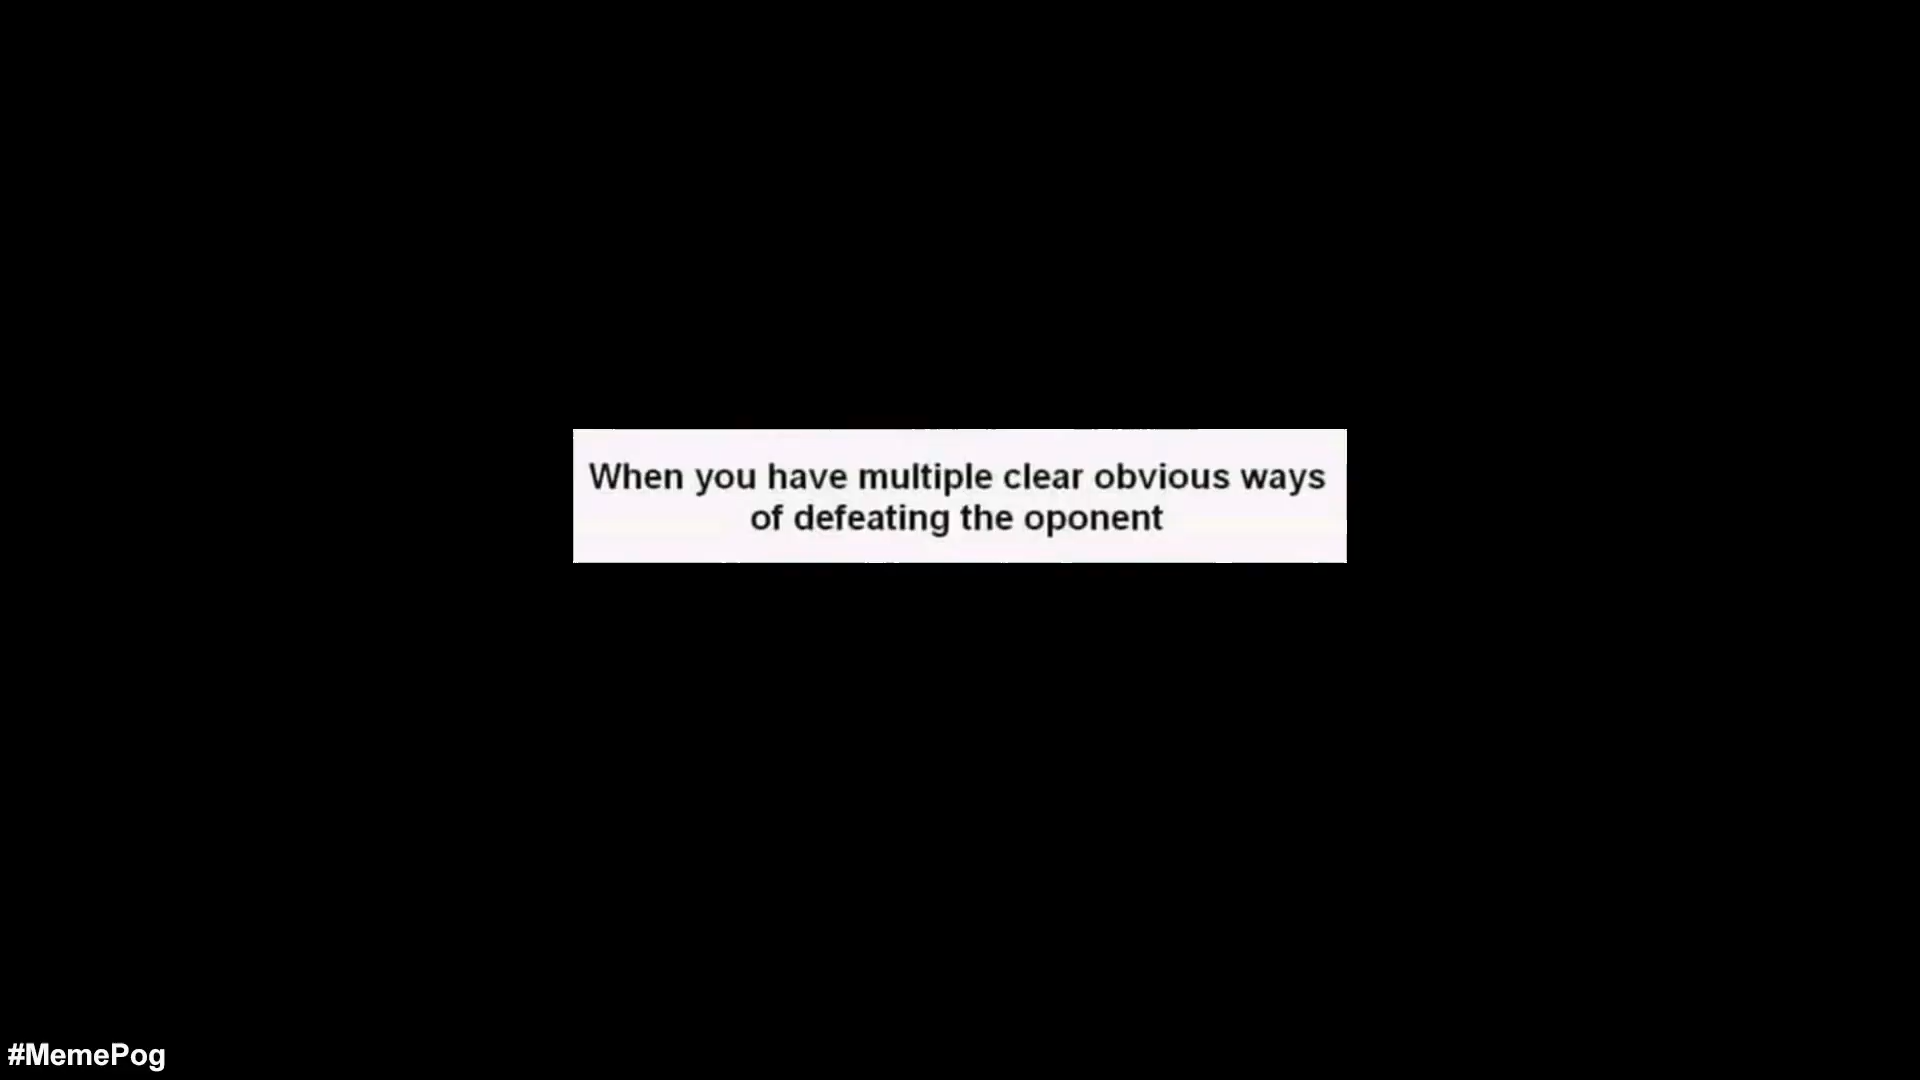 When you have multiple clear obvious ways
of defeating the oponent
#MemePog